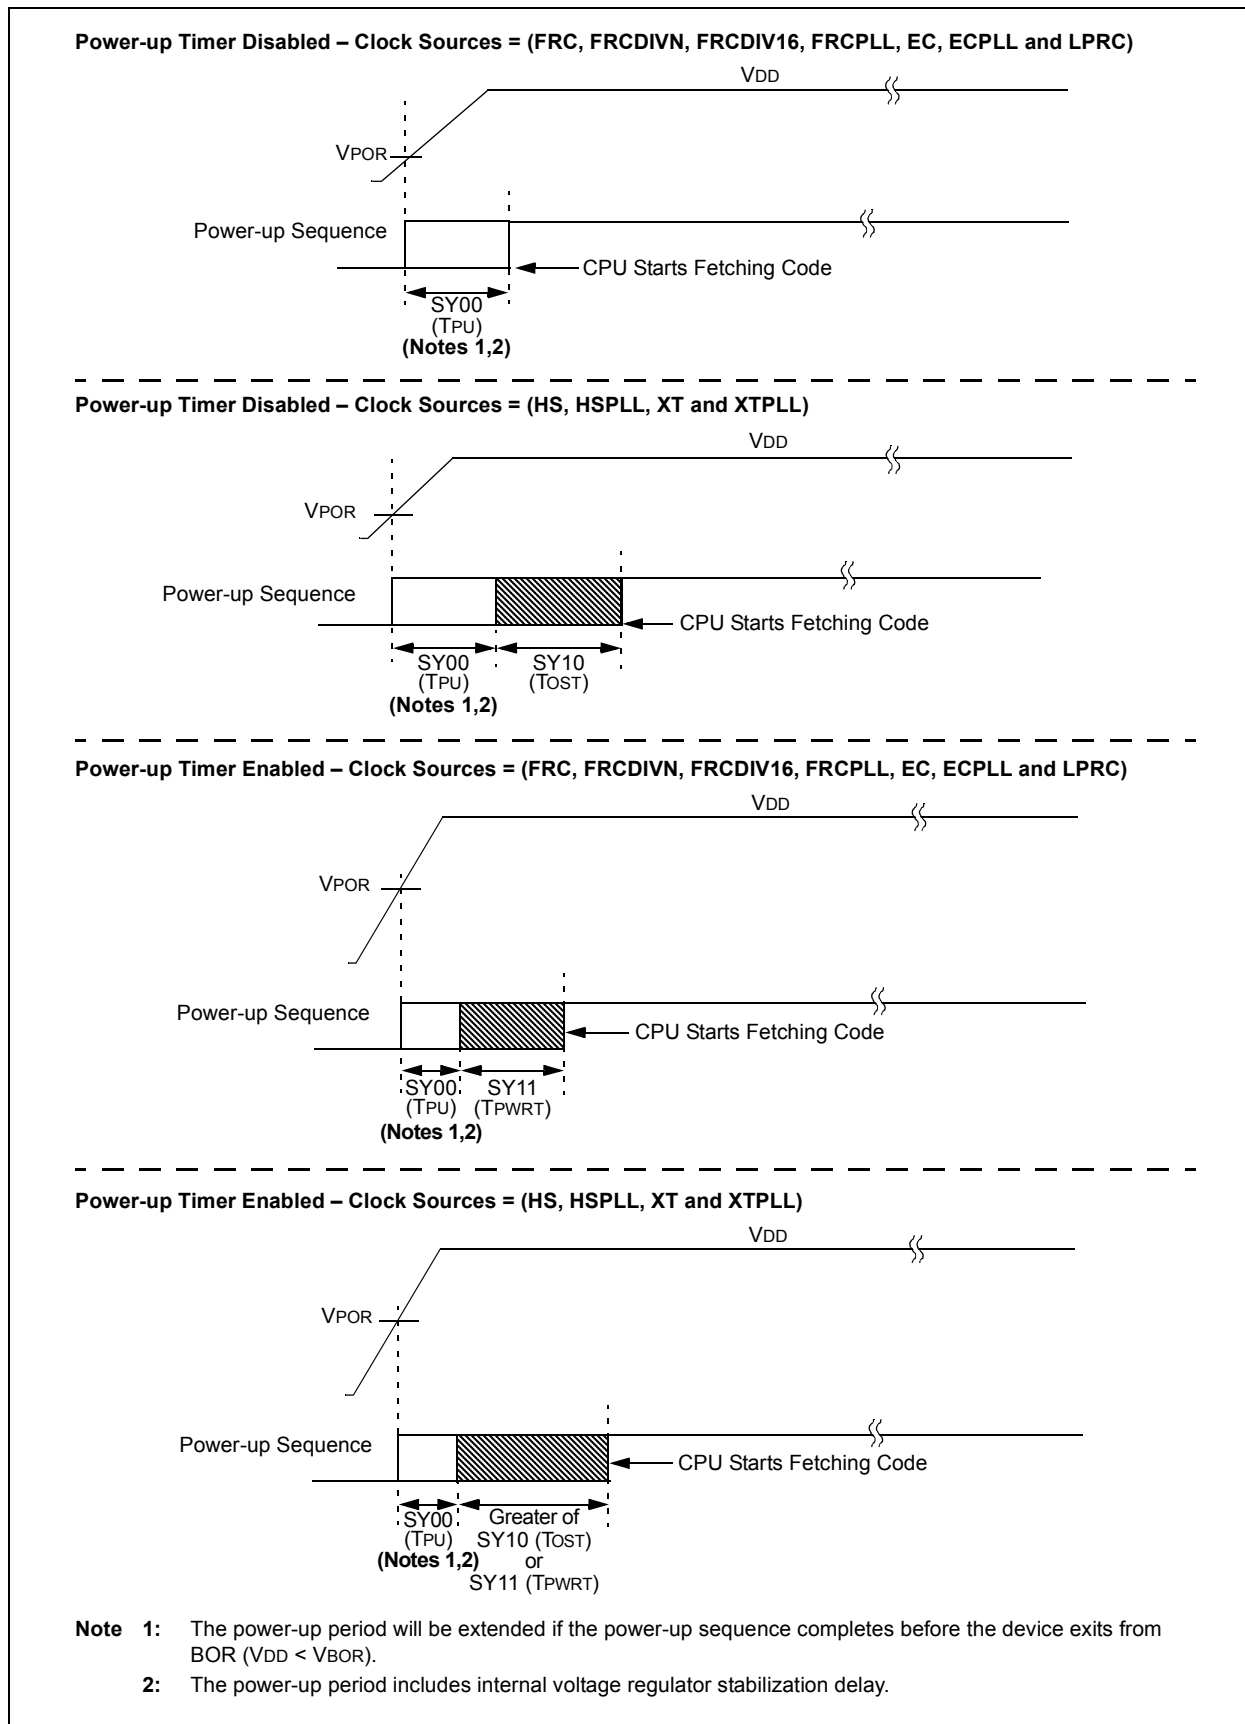 Power-up Timer Disabled – Clock Sources = (FRC, FRCDIVN, FRCDIV16, FRCPLL, EC, ECPLL and LPRC)
VDD
VPOR
Power-up Sequence
CPU Starts Fetching Code
SY00
(TPU)
(Notes 1,2)
Power-up Timer Disabled – Clock Sources = (HS, HSPLL, XT and XTPLL)
VDD
VPOR
Power-up Sequence
CPU Starts Fetching Code
SY00 SY10
(TPU) (TOST)
(Notes 1,2)
Power-up Timer Enabled – Clock Sources = (FRC, FRCDIVN, FRCDIV16, FRCPLL, EC, ECPLL and LPRC)
VDD
VPOR
Power-up Sequence
CPU Starts Fetching Code
SY00 SY11
(TPU) (TPWRT)
(Notes 1,2)
Power-up Timer Enabled – Clock Sources = (HS, HSPLL, XT and XTPLL)
VDD
VPOR
Power-up Sequence
CPU Starts Fetching Code
SY00 Greater of
(TPU) SY10 (TOST)
(Notes 1,2) or
SY11 (TPWRT)
Note 1: The power-up period will be extended if the power-up sequence completes before the device exits from
BOR (VDD < VBOR).
2: The power-up period includes internal voltage regulator stabilization delay.